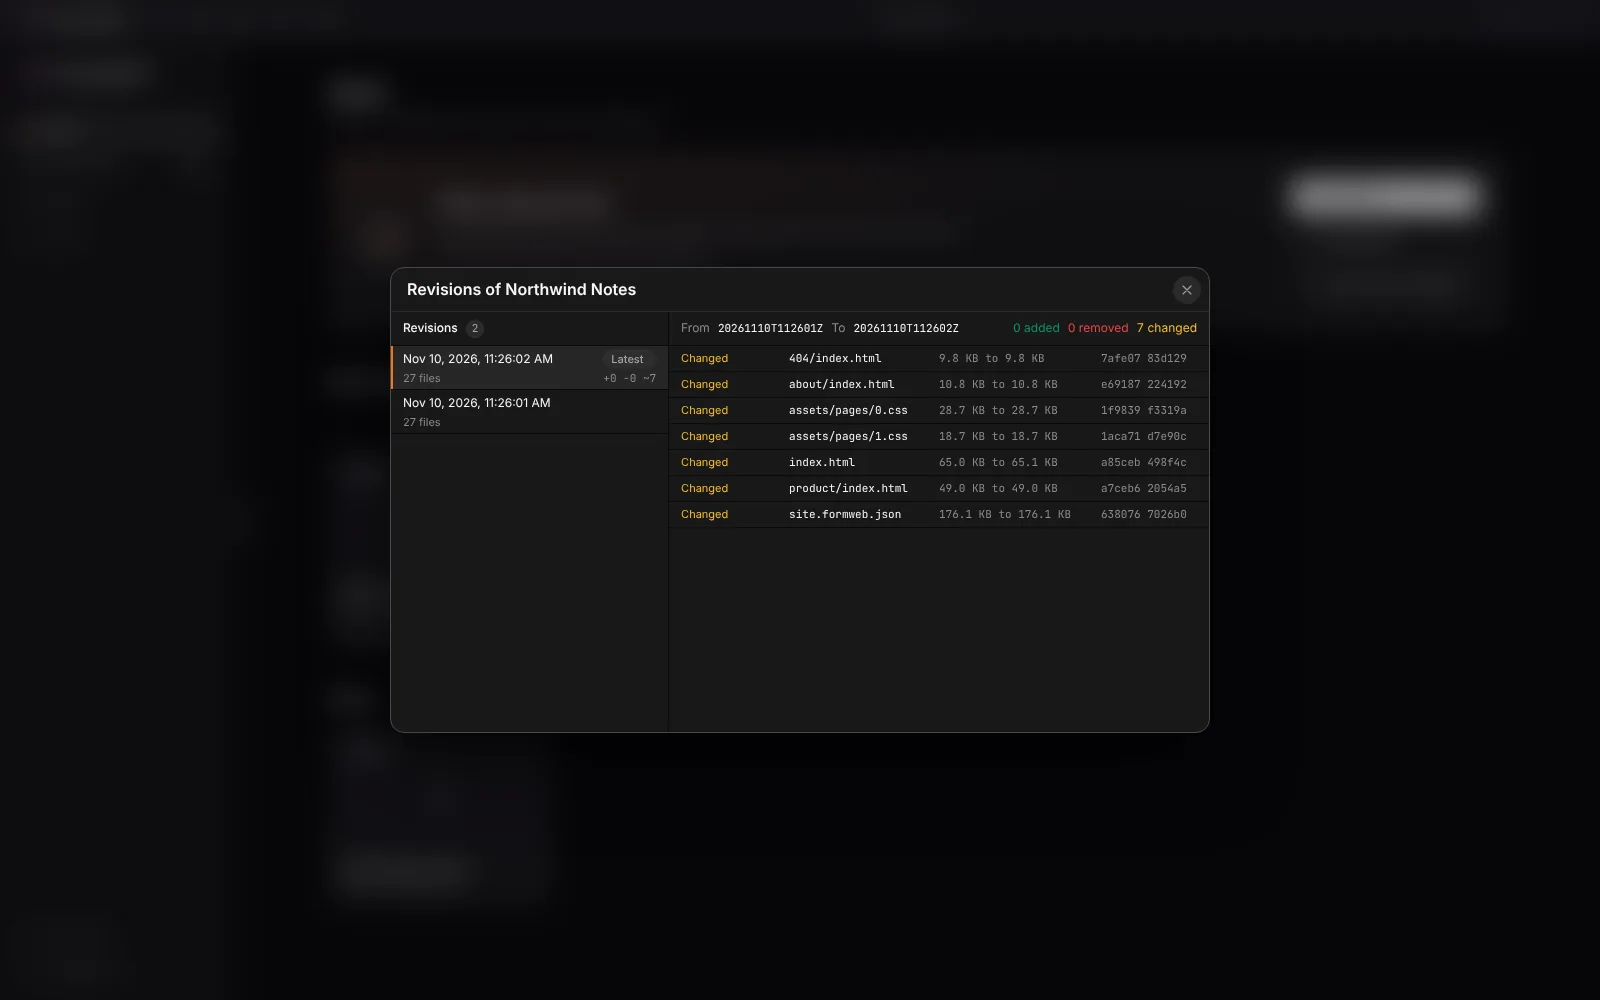 Revisions of Northwind Notes
Revisions 2
From 20261110T112601Z To 20261110T112602Z 0 added 0 removed 7 changed
Nov 10, 2026, 11:26:02 AM Latest
27 files +0 -0 ~7
Nov 10, 2026, 11:26:01 AM
27 files
Changed 404/index.html 9.8 KB to 9.8 KB 7afe07 83d129
Changed about/index.html 10.8 KB to 10.8 KB e69187 224192
Changed assets/pages/0.css 28.7 KB to 28.7 KB 1f9839 f3319a
Changed assets/pages/1.css 18.7 KB to 18.7 KB 1aca71 d7e90c
Changed index.html 65.0 KB to 65.1 KB a85ceb 498f4c
Changed product/index.html 49.0 KB to 49.0 KB a7ceb6 2054a5
Changed site.formweb.json 176.1 KB to 176.1 KB 638076 7026b0